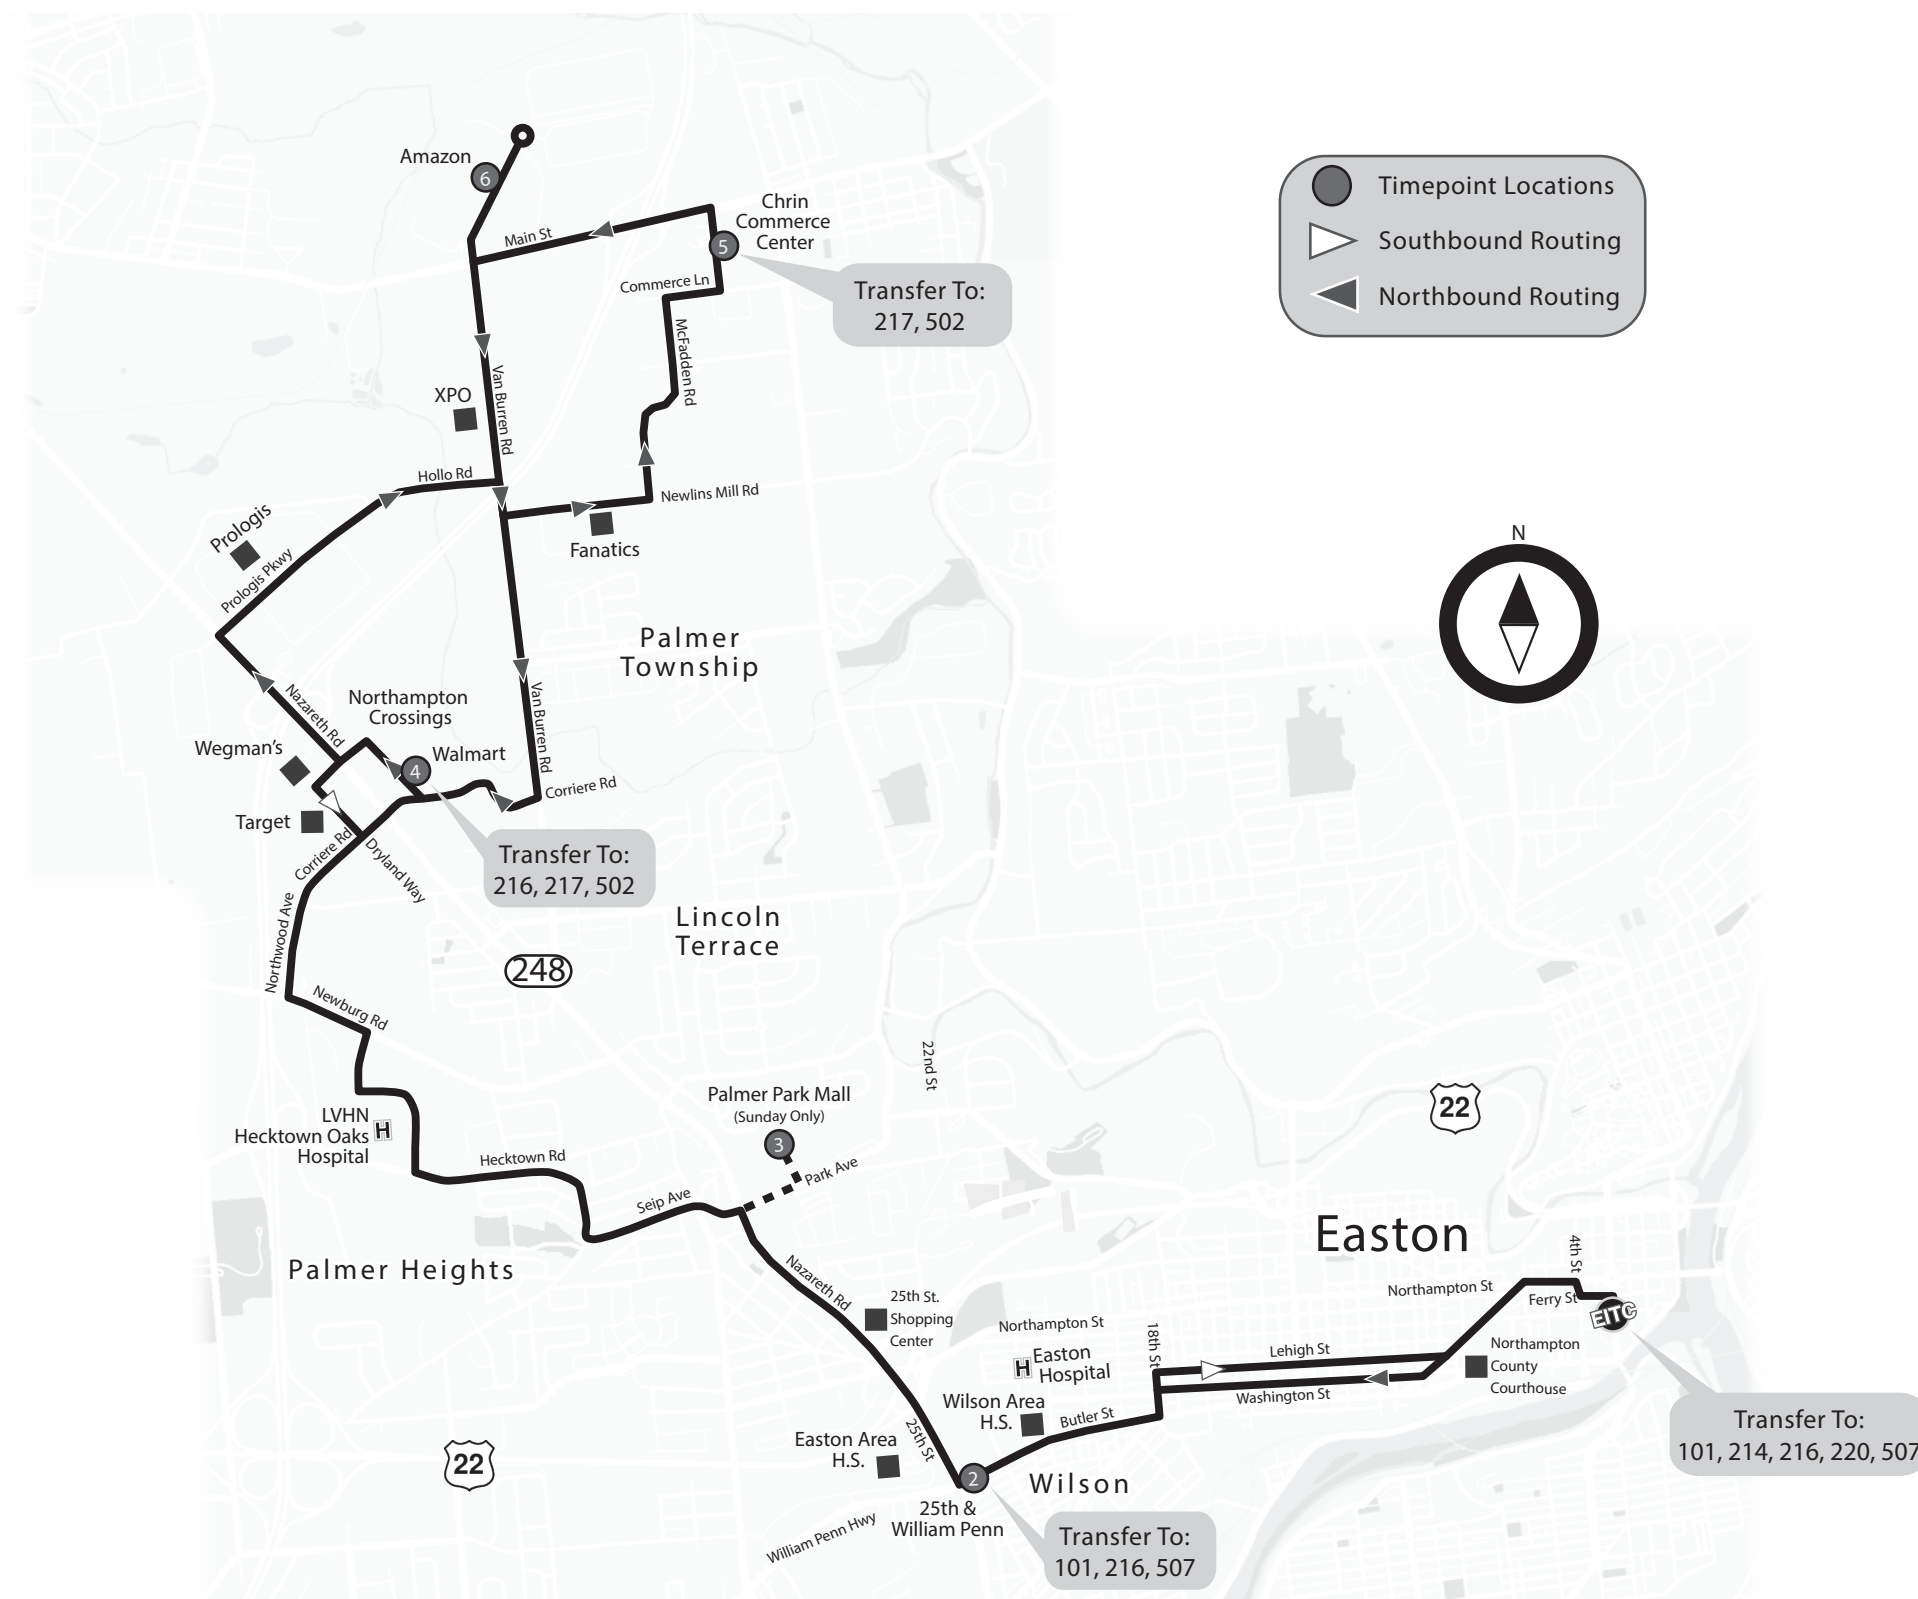 Amazon
6
Chrin
Commerce
Center
5
Main St
Commerce Ln
Transfer To:
217, 502
McFadden Rd
Van Burren Rd
XPO
Hollo Rd
Newlins Mill Rd
Fanatics
Prologis
Prologis Pkwy
Palmer
Township
Northampton
Crossings
Nazareth Rd
Wegman's
Walmart
4
Van Burren Rd
Corriere Rd
Target
Corriere Rd
Dryland Way
Transfer To:
216, 217, 502
Northwood Ave
Lincoln
Terrace
248
Newburg Rd
22nd St
Palmer Park Mall
(Sunday Only)
3
Park Ave
LVHN
Hecktown Oaks
Hospital
H
Hecktown Rd
Seip Ave
Palmer Heights
Nazareth Rd
25th St.
Shopping
Center
Northampton St
H
Easton
Hospital
18th St
Wilson Area
H.S.
Butler St
Easton Area
H.S.
25th St
2
25th &
William Penn
Wilson
William Penn Hwy
Transfer To:
101, 216, 507
22
22
Easton
4th St
Northampton St
Ferry St
EITC
Lehigh St
Washington St
Northampton
County
Courthouse
Transfer To:
101, 214, 216, 220, 507
Timepoint Locations
Southbound Routing
Northbound Routing
N